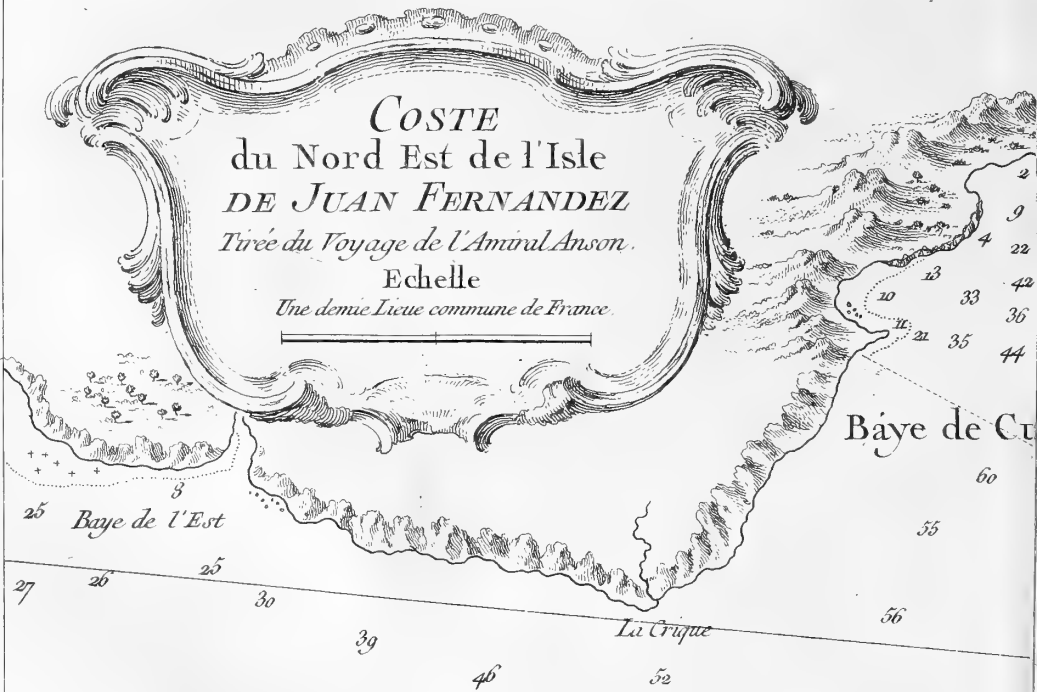 COSTE
du Nord Est de l'Isle
DE JUAN FERNANDEZ
Tirée du Voyage de l'Amiral Anson.
Echelle
Une demie Lieue commune de France.
2
9
4
22
13
42
10
33
36
11
21
35
44
Báye de
60
8
25
Baye de l'Est
55
25
26
27
30
56
La Crique
39
46
52